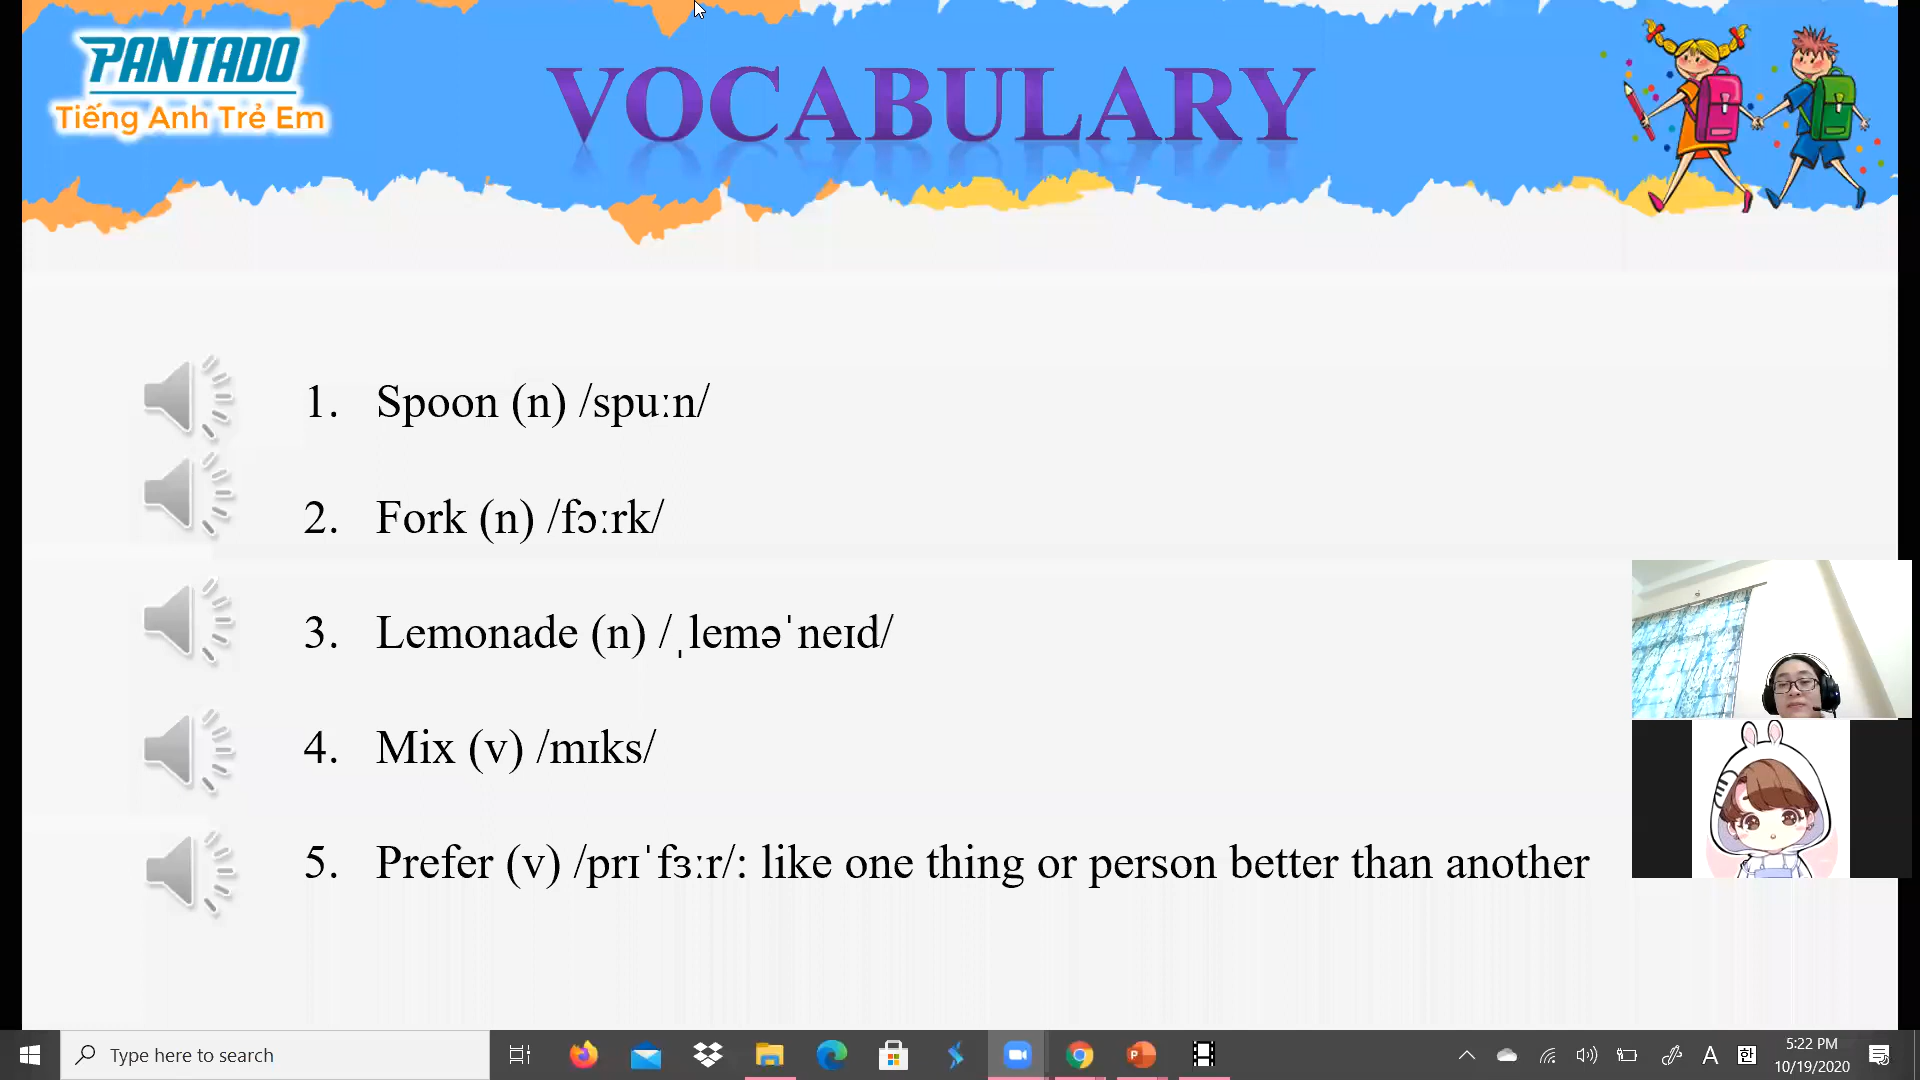 PANTADO
Tiếng Anh Trẻ Em
VOCABULARY
1. Spoon (n) /spuːn/
2. Fork (n) /fɔːrk/
3. Lemonade (n) /ˌleməˈneɪd/
4. Mix (v) /mɪks/
5. Prefer (v) /prɪˈfɜːr/: like one thing or person better than another
Type here to search
A 한
5:22 PM
10/19/2020